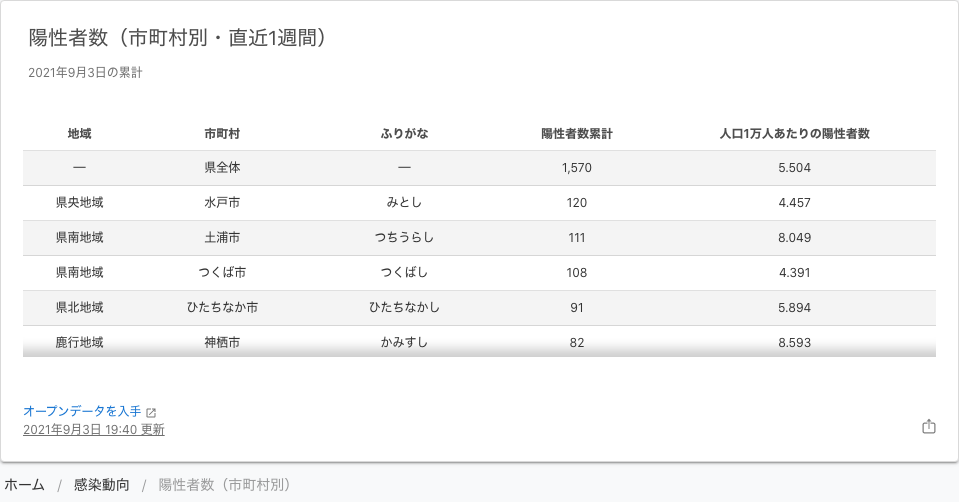 陽性者数（市町村別・直近1週間）
2021年9月3日の累計
地域 市町村 ふりがな 陽性者数累計 人口1万人あたりの陽性者数
— 県全体 — 1,570 5.504
県央地域 水戸市 みとし 120 4.457
県南地域 土浦市 つちうらし 111 8.049
県南地域 つくば市 つくばし 108 4.391
県北地域 ひたちなか市 ひたちなかし 91 5.894
鹿行地域 神栖市 かみすし 82 8.593
オープンデータを入手
2021年9月3日 19:40 更新
ホーム / 感染動向 / 陽性者数（市町村別）